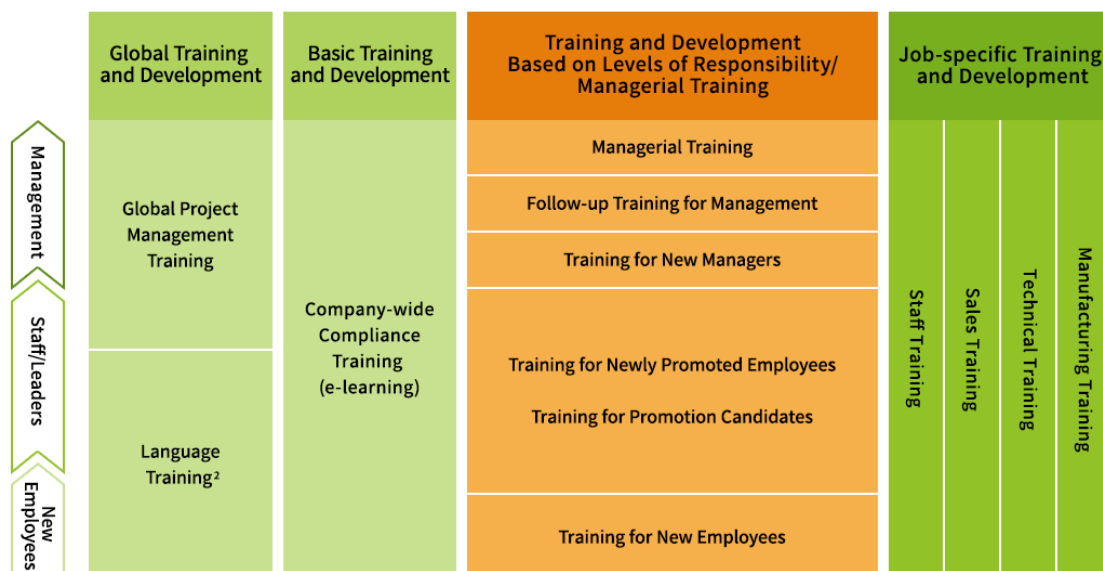 Global Training
and Development
Basic Training
and Development
Training and Development
Based on Levels of Responsibility/
Managerial Training
Job-specific Training
and Development
Management
Staff/Leaders
New
Employees
Global Project
Management
Training
Language
Training²
Company-wide
Compliance
Training
(e-learning)
Managerial Training
Follow-up Training for Management
Training for New Managers
Training for Newly Promoted Employees
Training for Promotion Candidates
Training for New Employees
Staff Training
Sales Training
Technical Training
Manufacturing Training